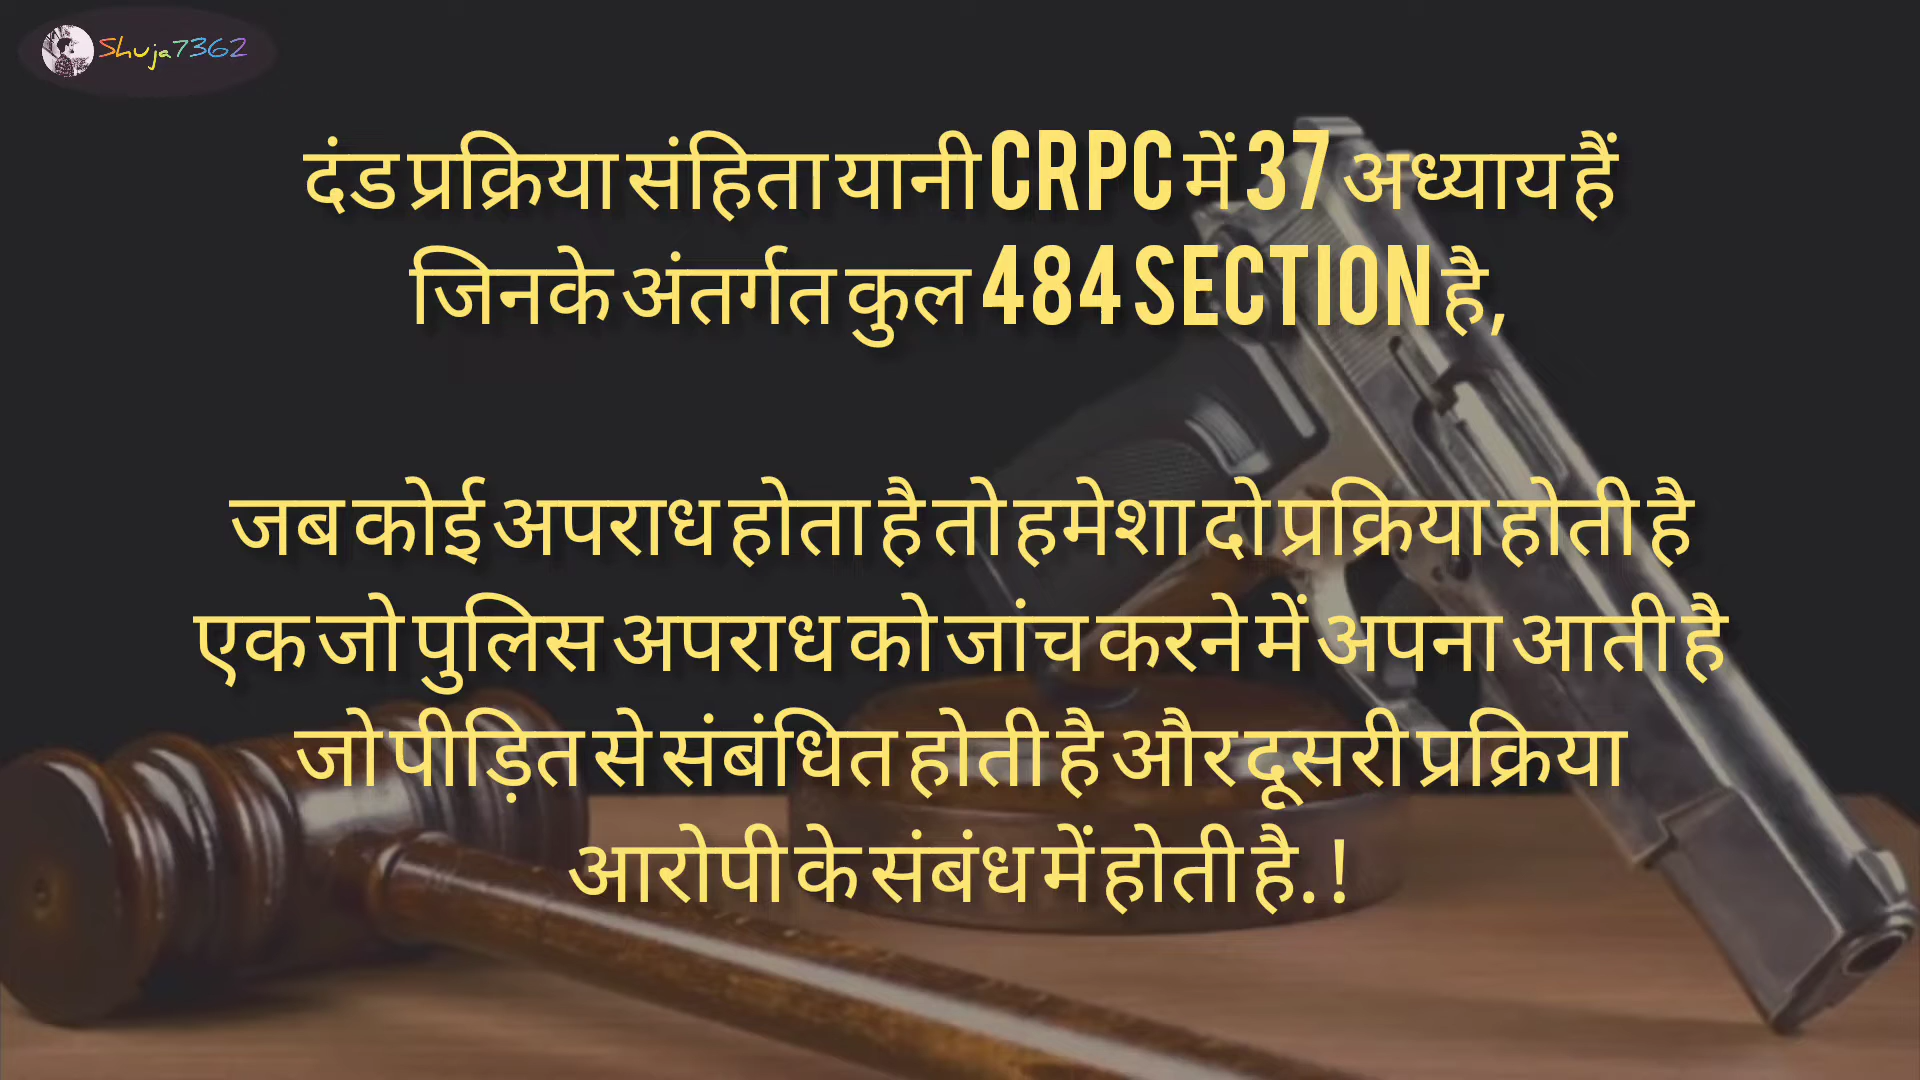 Shuja7362
दंड प्रक्रिया संहिता यानी CRPC में 37 अध्याय हैं
जिनके अंतर्गत कुल 484 SECTION है,
जब कोई अपराध होता है तो हमेशा दो प्रक्रिया होती है
एक जो पुलिस अपराध को जांच करने में अपना आती है
जो पीड़ित से संबंधित होती है और दूसरी प्रक्रिया
आरोपी के संबंध में होती है. !